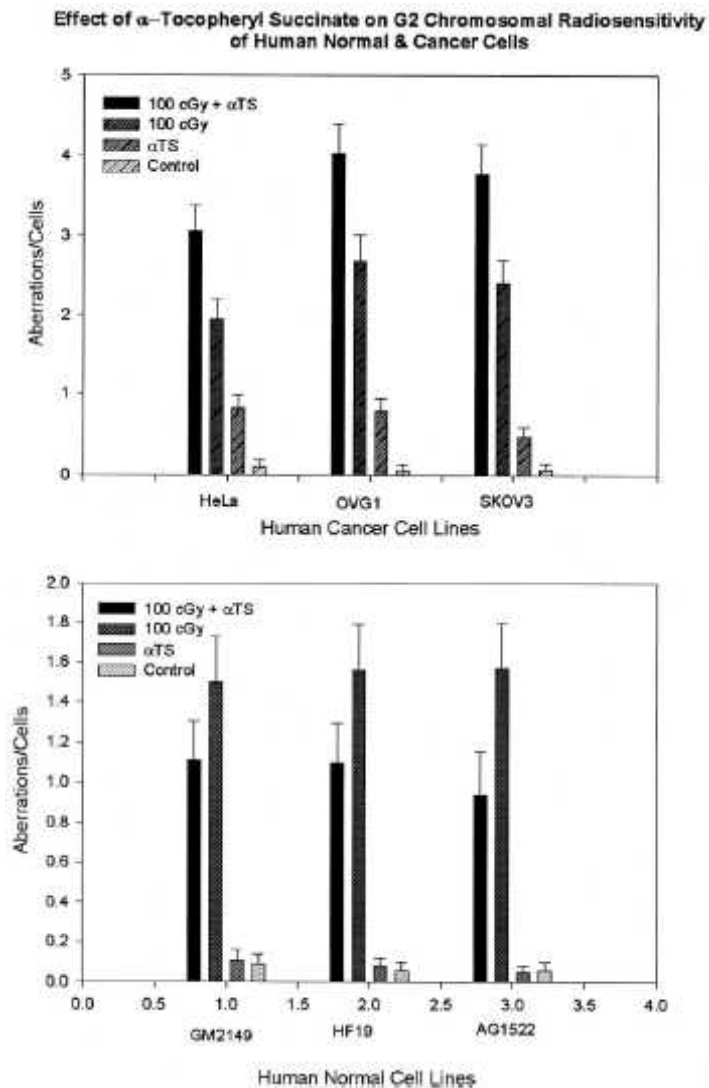 Effect of α–Tocopheryl Succinate on G2 Chromosomal Radiosensitivity
of Human Normal & Cancer Cells
5
4
3
2
1
0
Aberrations/Cells
100 cGy + αTS
100 cGy
αTS
Control
HeLa
OVG1
SKOV3
Human Cancer Cell Lines
2.0
1.8
1.6
1.4
1.2
1.0
0.8
0.6
0.4
0.2
0.0
Aberrations/Cells
100 cGy + αTS
100 cGy
αTS
Control
0.0 0.5 1.0 1.5 2.0 2.5 3.0 3.5 4.0
GM2149
HF19
AG1522
Human Normal Cell Lines